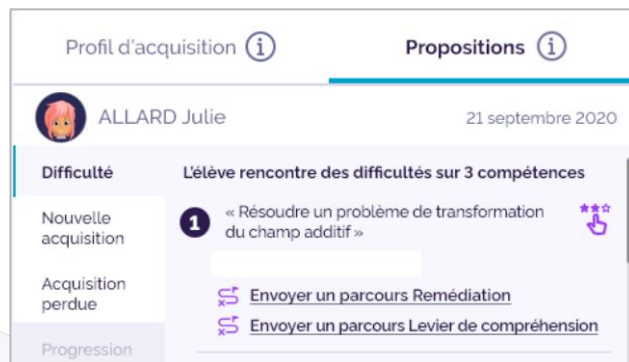 Profil d'acquisition i Propositions i
ALLARD Julie 21 septembre 2020
Difficulté
Nouvelle
acquisition
Acquisition
perdue
Progression
L'élève rencontre des difficultés sur 3 compétences
1 « Résoudre un problème de transformation
du champ additif »
Envoyer un parcours Remédiation
Envoyer un parcours Levier de compréhension